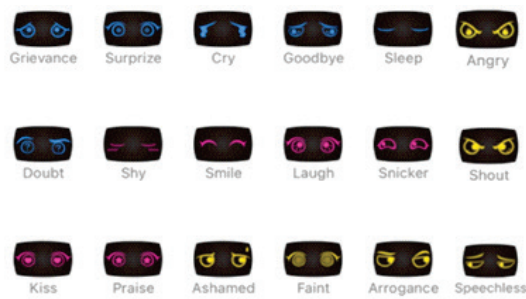 Grievance Surprize Cry Goodbye Sleep Angry
Doubt Shy Smile Laugh Snicker Shout
Kiss Praise Ashamed Faint Arrogance Speechless